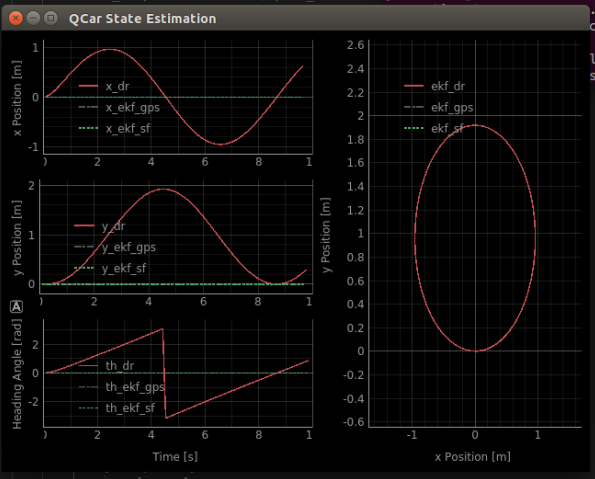 QCar State Estimation
x Position [m]
1
0
-1
x_dr
x_ekf_gps
x_ekf_sf
2
4
6
8
1
y Position [m]
2
1
0
y_dr
y_ekf_gps
y_ekf_sf
2
4
6
8
1
A
Heading Angle [rad]
2
0
-2
th_dr
th_ekf_gps
th_ekf_sf
2
4
6
8
1
Time [s]
y Position [m]
2.6
2.4
2.2
2
1.8
1.6
1.4
1.2
1
0.8
0.6
0.4
0.2
0
-0.2
-0.4
-0.6
ekf_dr
ekf_gps
ekf_sf
-1
0
1
x Position [m]